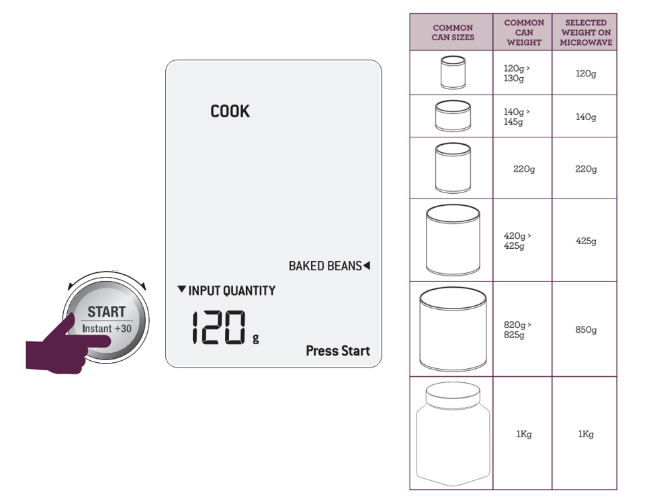 COMMON
CAN SIZES
COMMON
CAN
WEIGHT
SELECTED
WEIGHT ON
MICROWAVE
120g >
130g
120g
140g >
145g
140g
220g
220g
420g >
425g
425g
820g >
825g
850g
1Kg
1Kg
COOK
BAKED BEANS◀
▼INPUT QUANTITY
120 g
Press Start
START
Instant +30